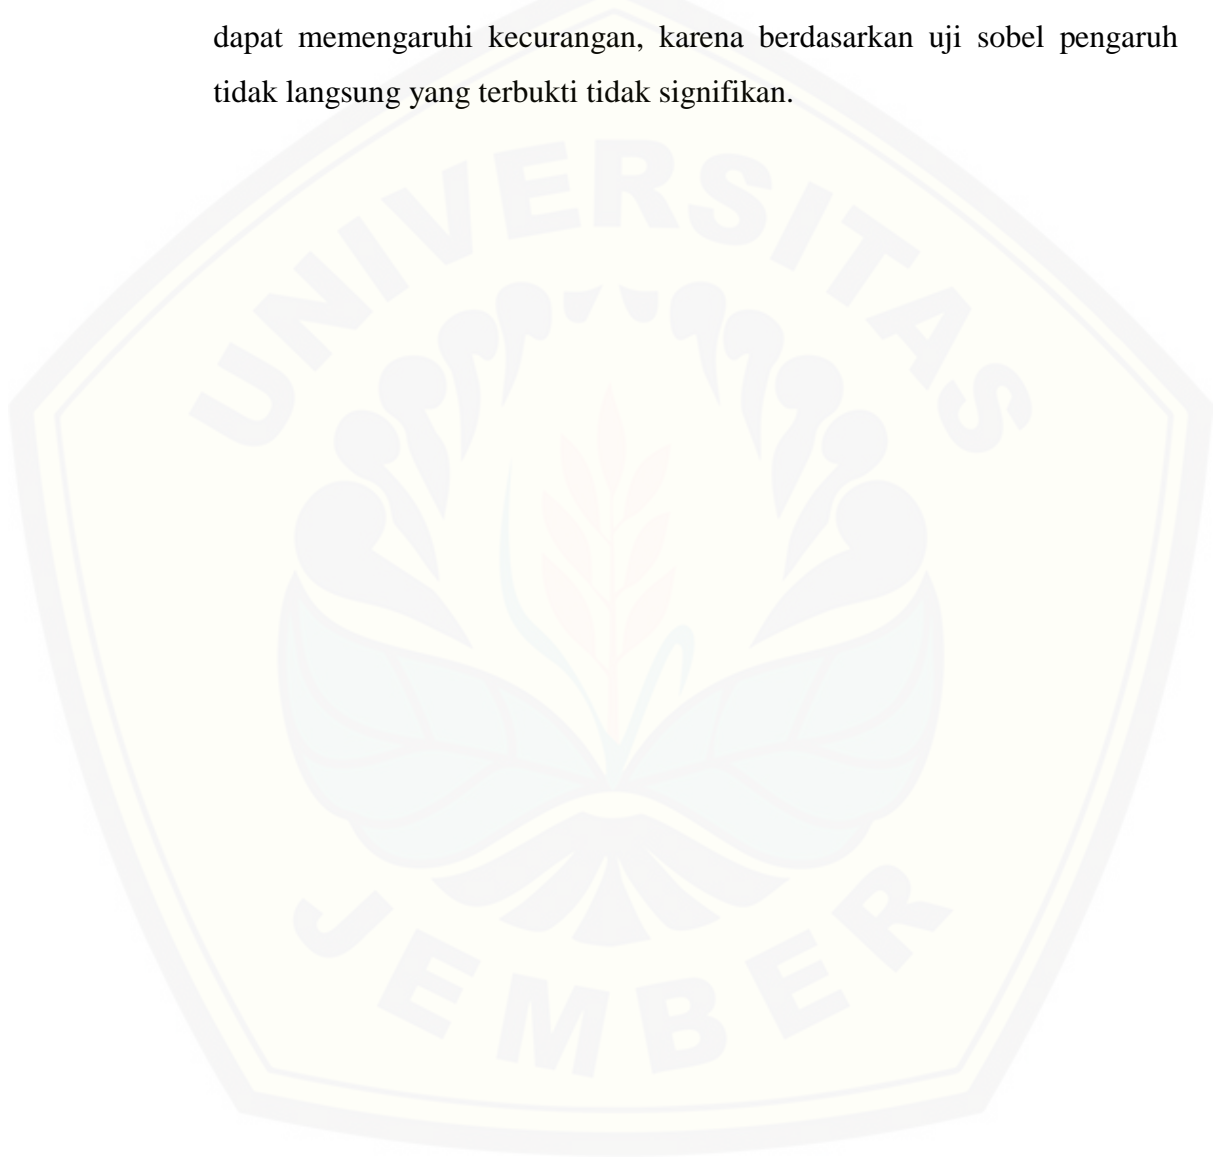 dapat memengaruhi kecurangan, karena berdasarkan uji sobel pengaruh
tidak langsung yang terbukti tidak signifikan.
UNIVERSITAS
JEMBER